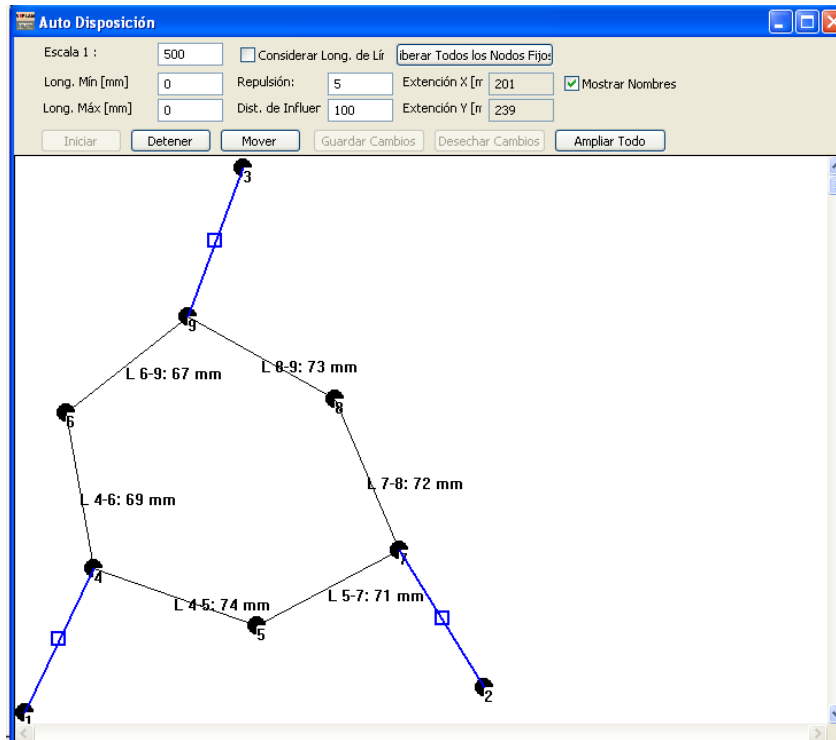 Auto Disposición
Escala 1 : 500 Considerar Long. de Lír iberar Todos los Nodos Fijos
Long. Mín [mm] 0 Repulsión: 5 Extención X [m 201 Mostrar Nombres
Long. Máx [mm] 0 Dist. de Influer 100 Extención Y [m 239
Iniciar Detener Mover Guardar Cambios Desechar Cambios Ampliar Todo
3
9
L 6-9: 67 mm L 8-9: 73 mm
8
6
L 7-8: 72 mm
L 4-6: 69 mm
7
4
L 5-7: 71 mm
L 4-5: 74 mm
5
2
1